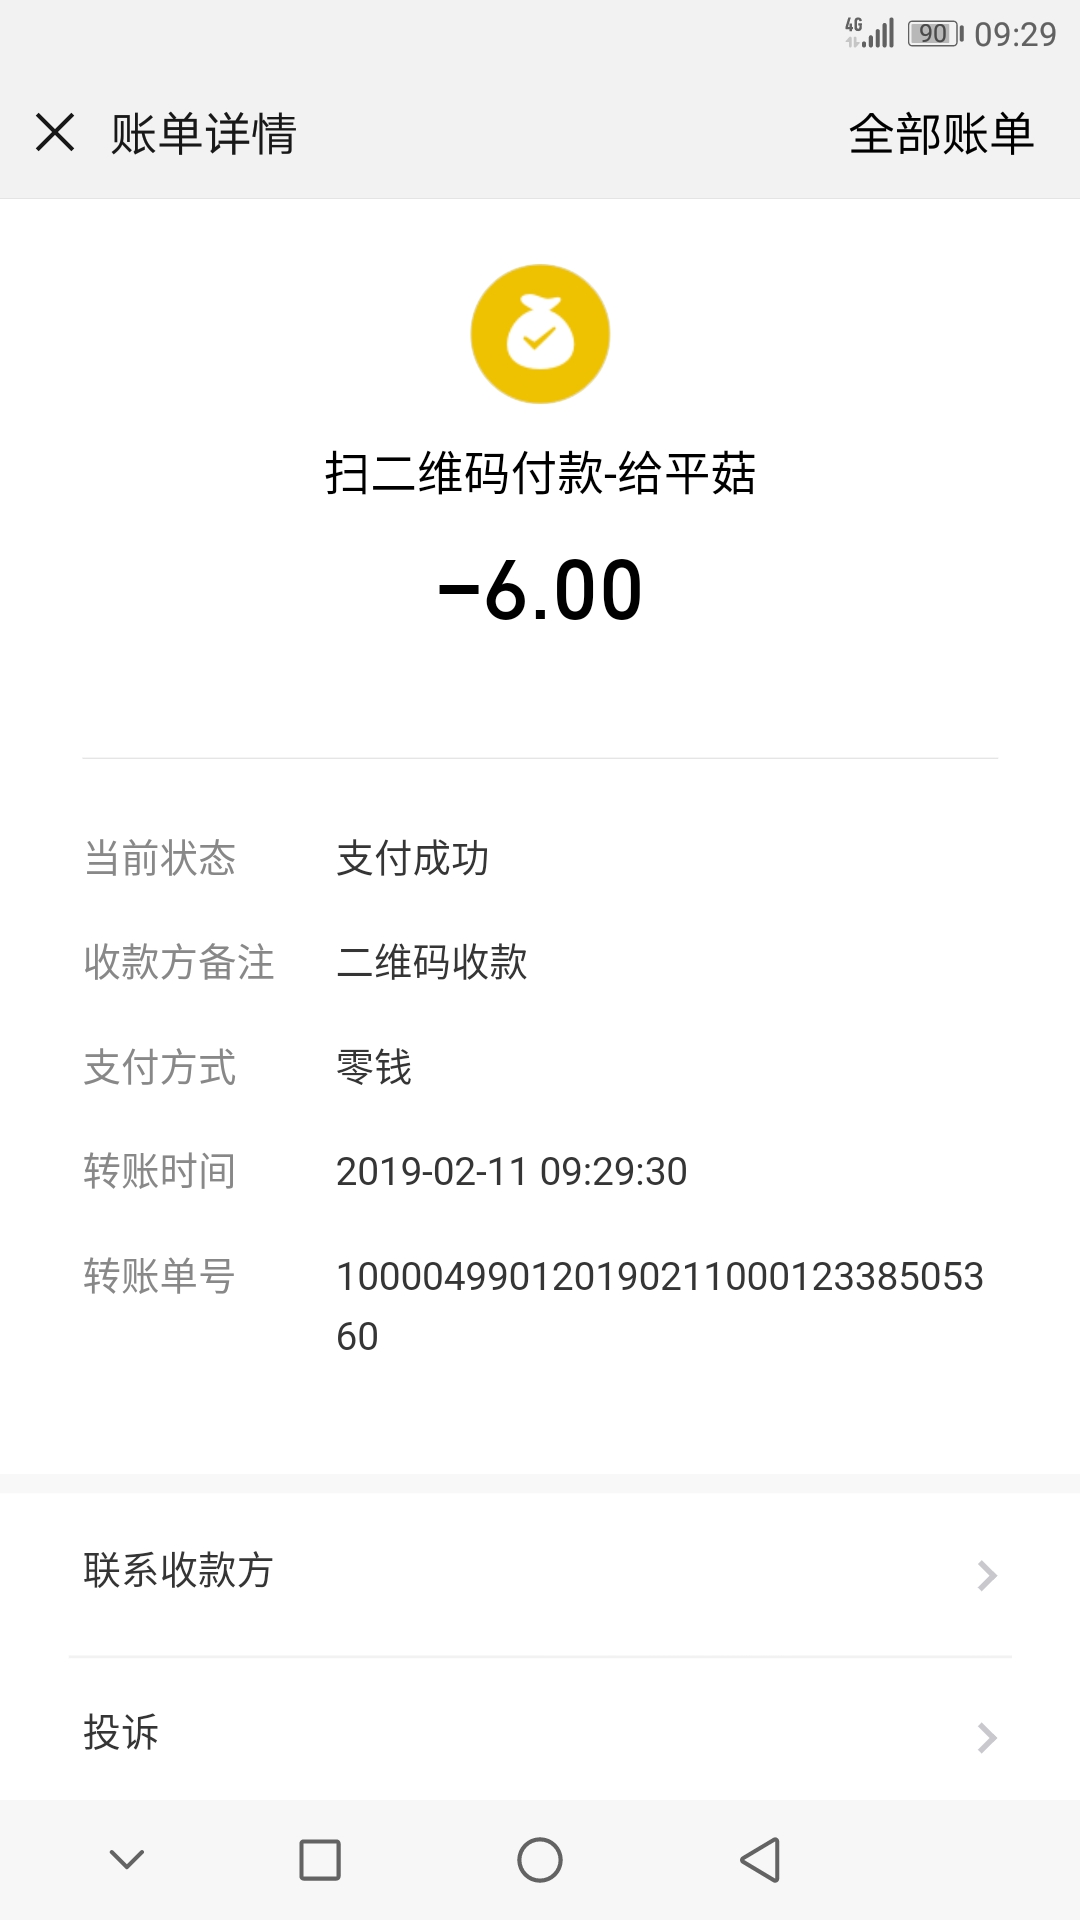 4G 90 09:29
账单详情 全部账单
扫二维码付款-给平菇
-6.00
当前状态 支付成功
收款方备注 二维码收款
支付方式 零钱
转账时间 2019-02-11 09:29:30
转账单号 100004990120190211000123385053
60
联系收款方
投诉